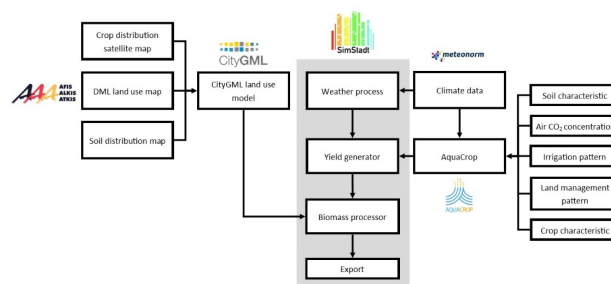 Crop distribution
satellite map
AAA AFIS
ALKIS
ATKIS
DML land use map
Soil distribution map
CityGML
CityGML land use
model
SimStadt
Weather process
Yield generator
Biomass processor
Export
meteonorm
Climate data
AquaCrop
AQUACROP
Soil characteristic
Air CO₂ concentration
Irrigation pattern
Land management
pattern
Crop characteristic